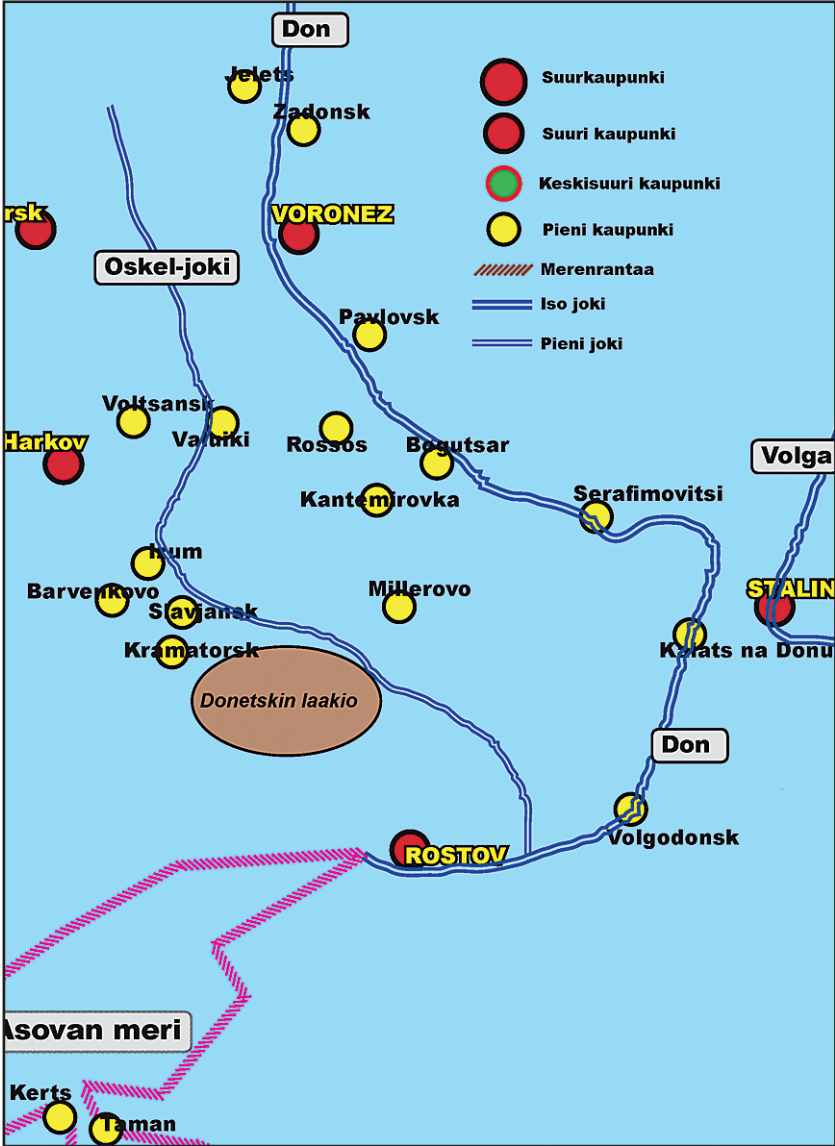 Don
Jelets
Zadonsk
Suurkaupunki
Suuri kaupunki
Keskisuuri kaupunki
Pieni kaupunki
Merenrantaa
Iso joki
Pieni joki
rsk
VORONEZ
Oskel-joki
Pavlovsk
Voltsansk
Valuiki
Rossos
Bogutsar
Harkov
Volga
Kantemirovka
Serafimovitsi
Izum
Barvenkovo
Slavjansk
Millerovo
STALIN
Kramatorsk
Kalats na Donu
Donetskin laakio
Don
Volgodonsk
ROSTOV
Asovan meri
Kerts
Taman